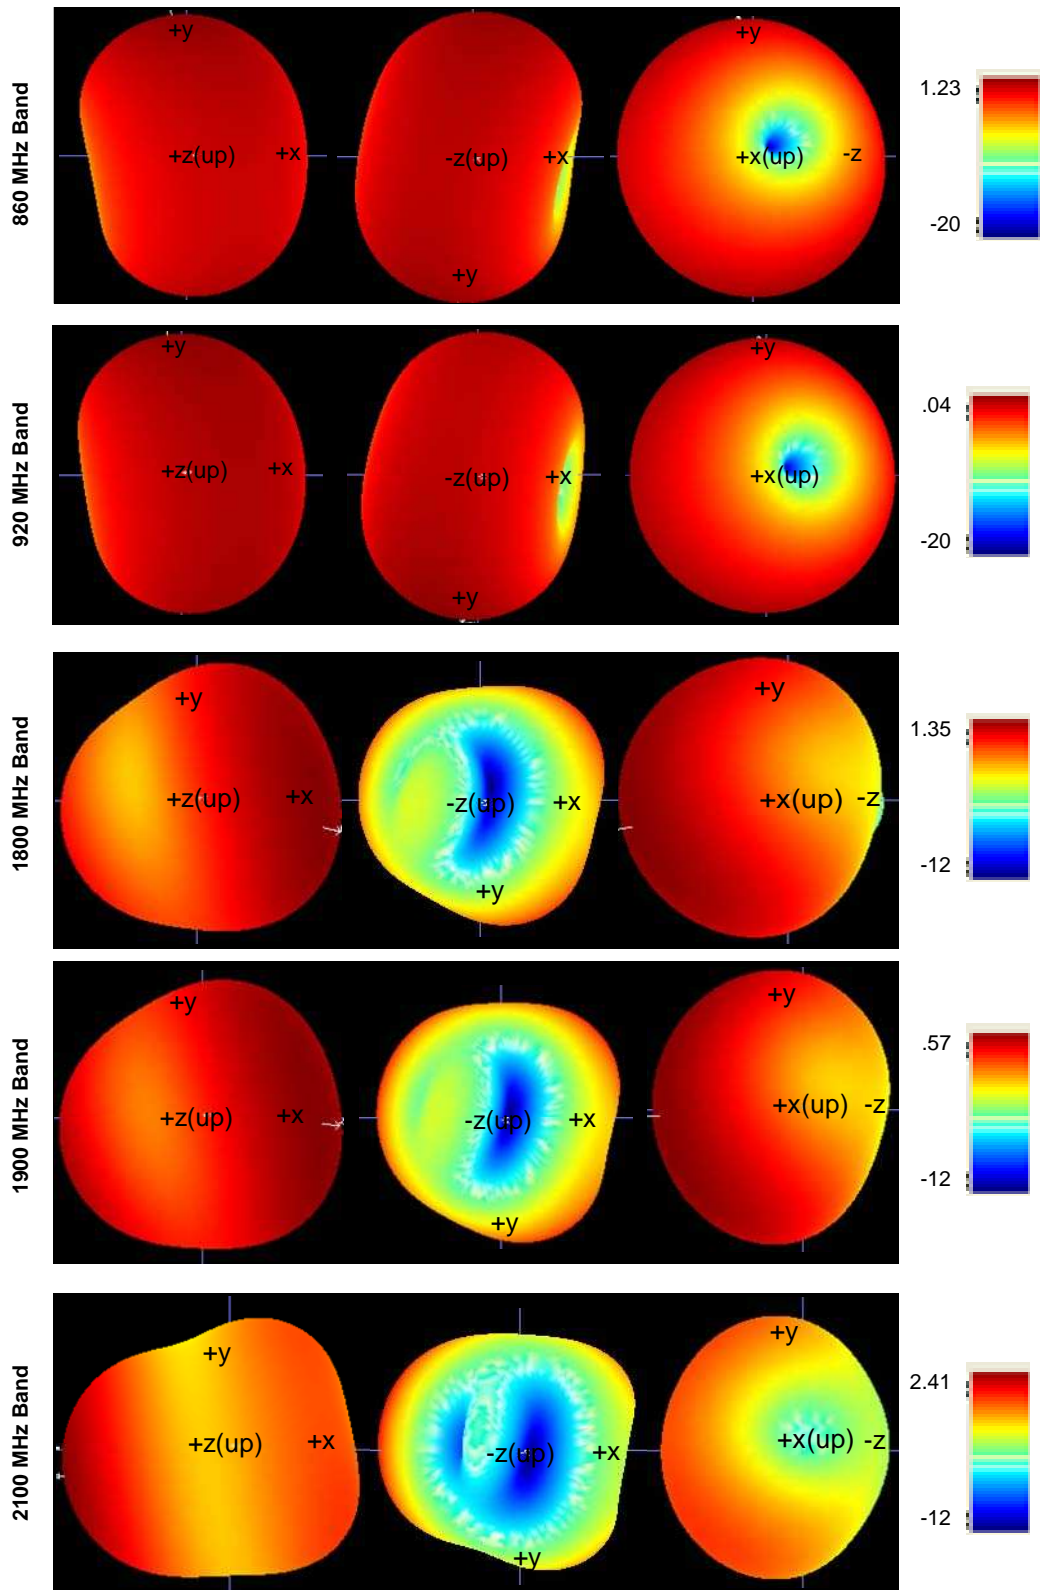 860 MHz Band
+y
+z(up)
+x
-z(up)
+x
+y
+y
+x(up)
-z
1.23
-20
920 MHz Band
+y
+z(up)
+x
-z(up)
+x
+y
+y
+x(up)
.04
-20
1800 MHz Band
+y
+z(up)
+x
-z(up)
+x
+y
+y
+x(up)
-z
1.35
-12
1900 MHz Band
+y
+z(up)
+x
-z(up)
+x
+y
+y
+x(up)
-z
.57
-12
2100 MHz Band
+y
+z(up)
+x
-z(up)
+x
+y
+y
+x(up)
-z
2.41
-12